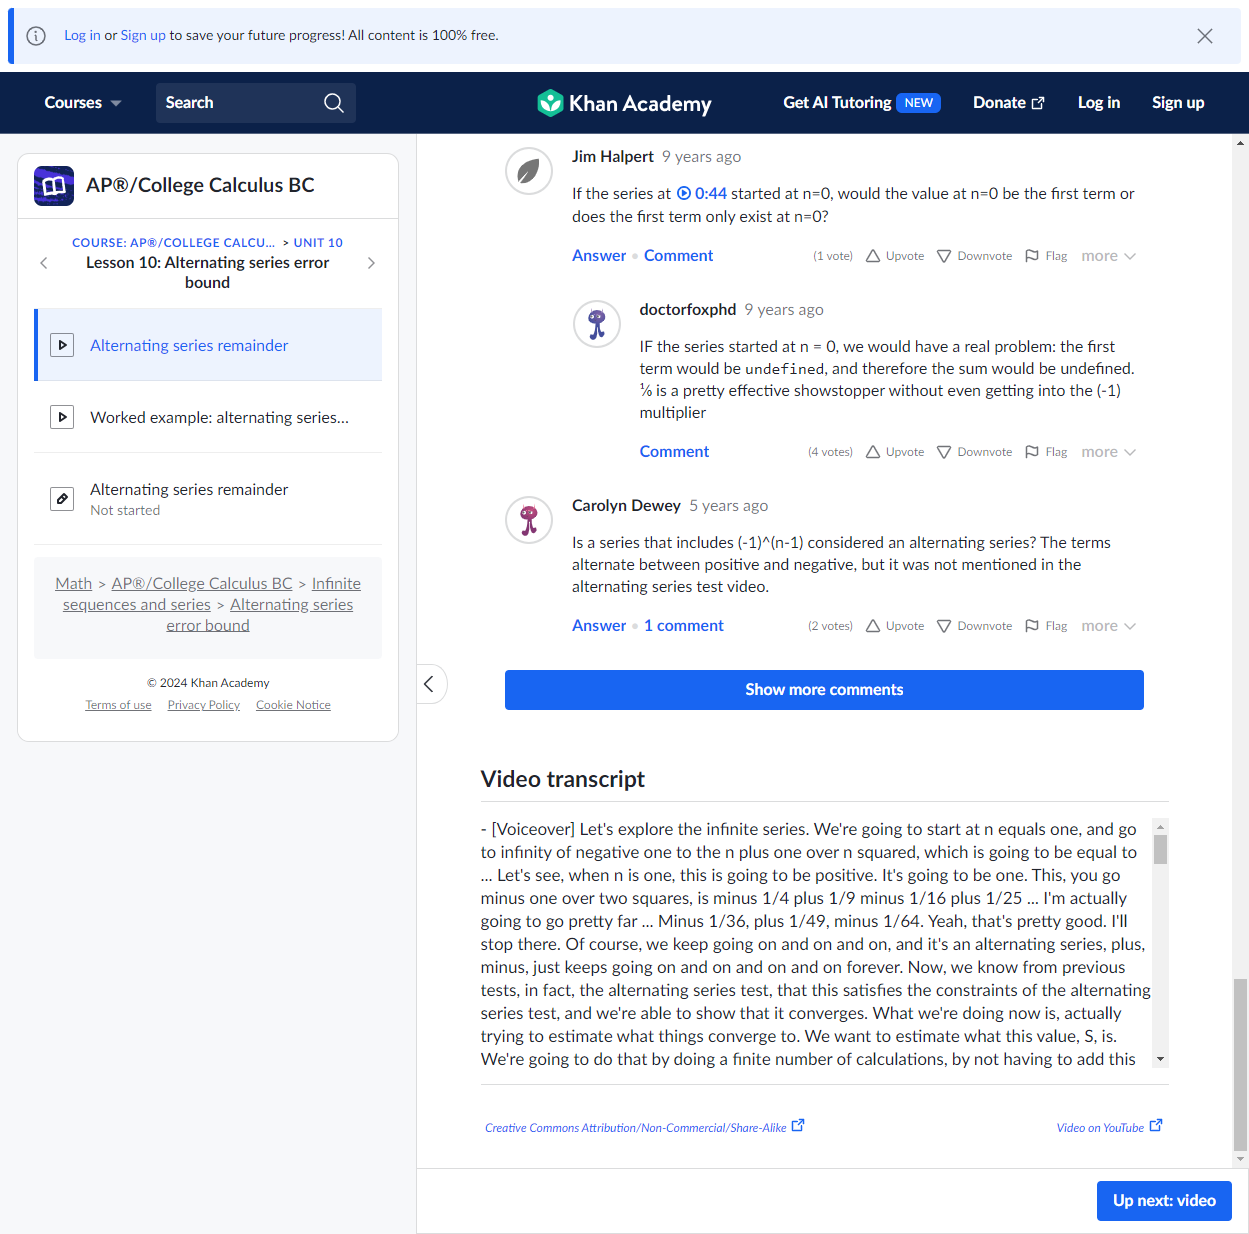 Log in or Sign up to save your future progress! All content is 100% free.
Courses
Search
Khan Academy
Get AI Tutoring NEW
Donate
Log in
Sign up
AP®/College Calculus BC
COURSE: AP®/COLLEGE CALCU... > UNIT 10
Lesson 10: Alternating series error
bound
Alternating series remainder
Worked example: alternating series...
Alternating series remainder
Not started
Math > AP®/College Calculus BC > Infinite
sequences and series > Alternating series
error bound
© 2024 Khan Academy
Terms of use Privacy Policy Cookie Notice
Jim Halpert 9 years ago
If the series at 0:44 started at n=0, would the value at n=0 be the first term or
does the first term only exist at n=0?
Answer • Comment (1 vote) Upvote Downvote Flag more
doctorfoxphd 9 years ago
IF the series started at n = 0, we would have a real problem: the first
term would be undefined, and therefore the sum would be undefined.
⅟₀ is a pretty effective showstopper without even getting into the (-1)
multiplier
Comment (4 votes) Upvote Downvote Flag more
Carolyn Dewey 5 years ago
Is a series that includes (-1)^(n-1) considered an alternating series? The terms
alternate between positive and negative, but it was not mentioned in the
alternating series test video.
Answer • 1 comment (2 votes) Upvote Downvote Flag more
Show more comments
Video transcript
- [Voiceover] Let's explore the infinite series. We're going to start at n equals one, and go
to infinity of negative one to the n plus one over n squared, which is going to be equal to
... Let's see, when n is one, this is going to be positive. It's going to be one. This, you go
minus one over two squares, is minus 1/4 plus 1/9 minus 1/16 plus 1/25 ... I'm actually
going to go pretty far ... Minus 1/36, plus 1/49, minus 1/64. Yeah, that's pretty good. I'll
stop there. Of course, we keep going on and on and on, and it's an alternating series, plus,
minus, just keeps going on and on and on and on forever. Now, we know from previous
tests, in fact, the alternating series test, that this satisfies the constraints of the alternating
series test, and we're able to show that it converges. What we're doing now is, actually
trying to estimate what things converge to. We want to estimate what this value, S, is.
We're going to do that by doing a finite number of calculations, by not having to add this
Creative Commons Attribution/Non-Commercial/Share-Alike
Video on YouTube
Up next: video